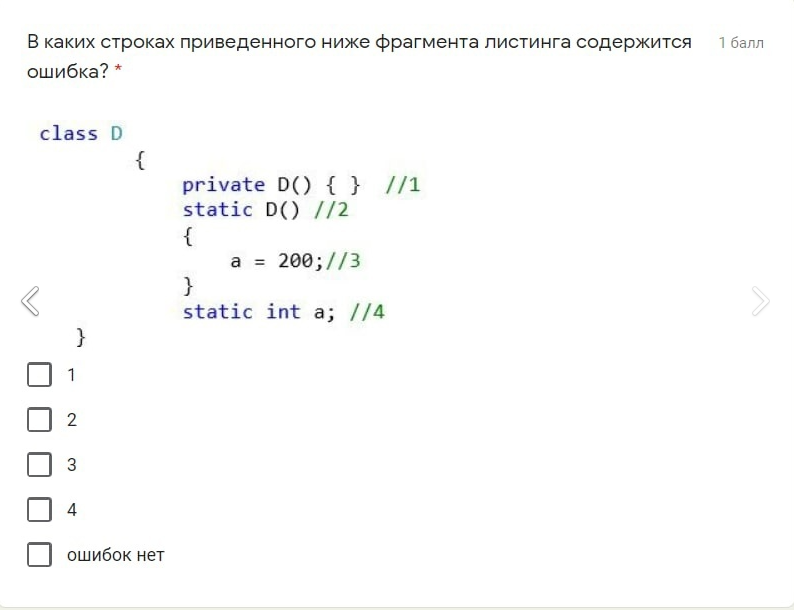 В каких строках приведенного ниже фрагмента листинга содержится 1 балл
ошибка? *
class D
{
private D() { } //1
static D() //2
{
a = 200;//3
}
static int a; //4
}
1
2
3
4
ошибок нет